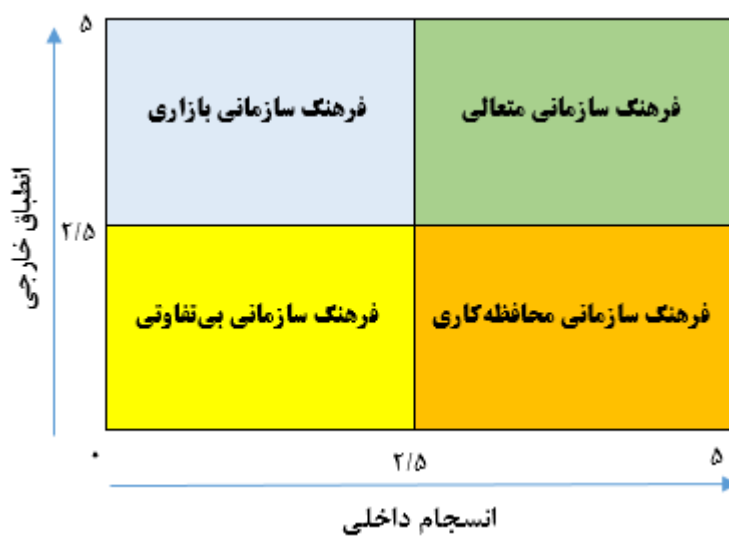 ۵
فرهنگ سازمانی متعالی
فرهنگ سازمانی بازاری
انطباق خارجی
۲/۵
فرهنگ سازمانی محافظه‌کاری
فرهنگ سازمانی بی‌تفاوتی
۰
۲/۵
۵
انسجام داخلی